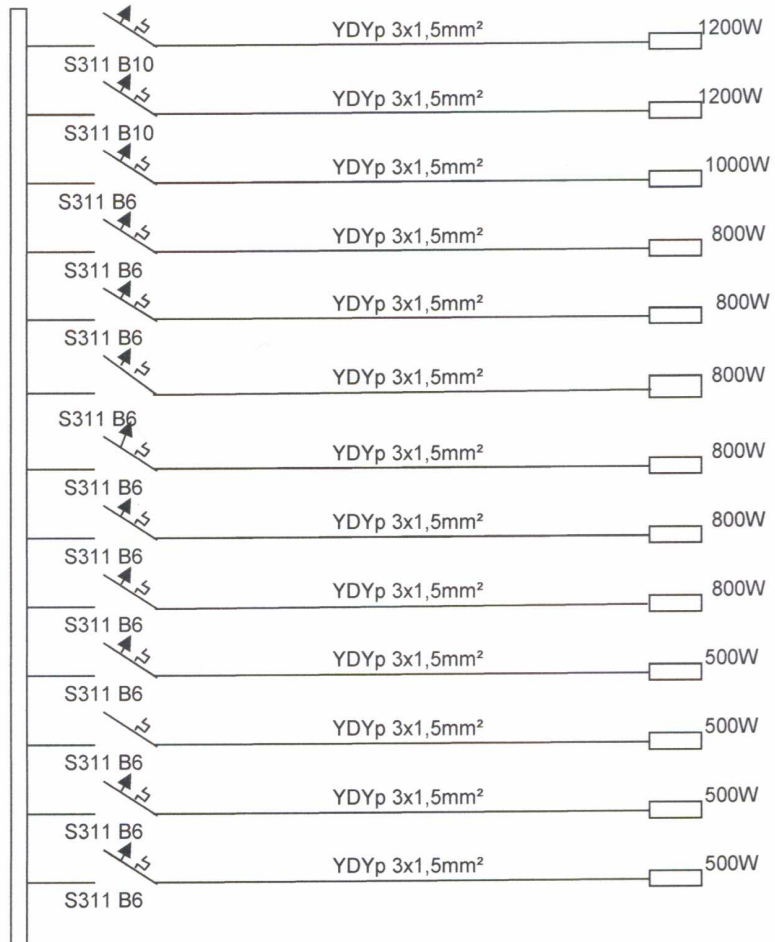 YDYp 3x1,5mm² 1200W
S311 B10
YDYp 3x1,5mm² 1200W
S311 B10
YDYp 3x1,5mm² 1000W
S311 B6
YDYp 3x1,5mm² 800W
S311 B6
YDYp 3x1,5mm² 800W
S311 B6
YDYp 3x1,5mm² 800W
S311 B6
YDYp 3x1,5mm² 800W
S311 B6
YDYp 3x1,5mm² 800W
S311 B6
YDYp 3x1,5mm² 800W
S311 B6
YDYp 3x1,5mm² 500W
S311 B6
YDYp 3x1,5mm² 500W
S311 B6
YDYp 3x1,5mm² 500W
S311 B6
YDYp 3x1,5mm² 500W
S311 B6